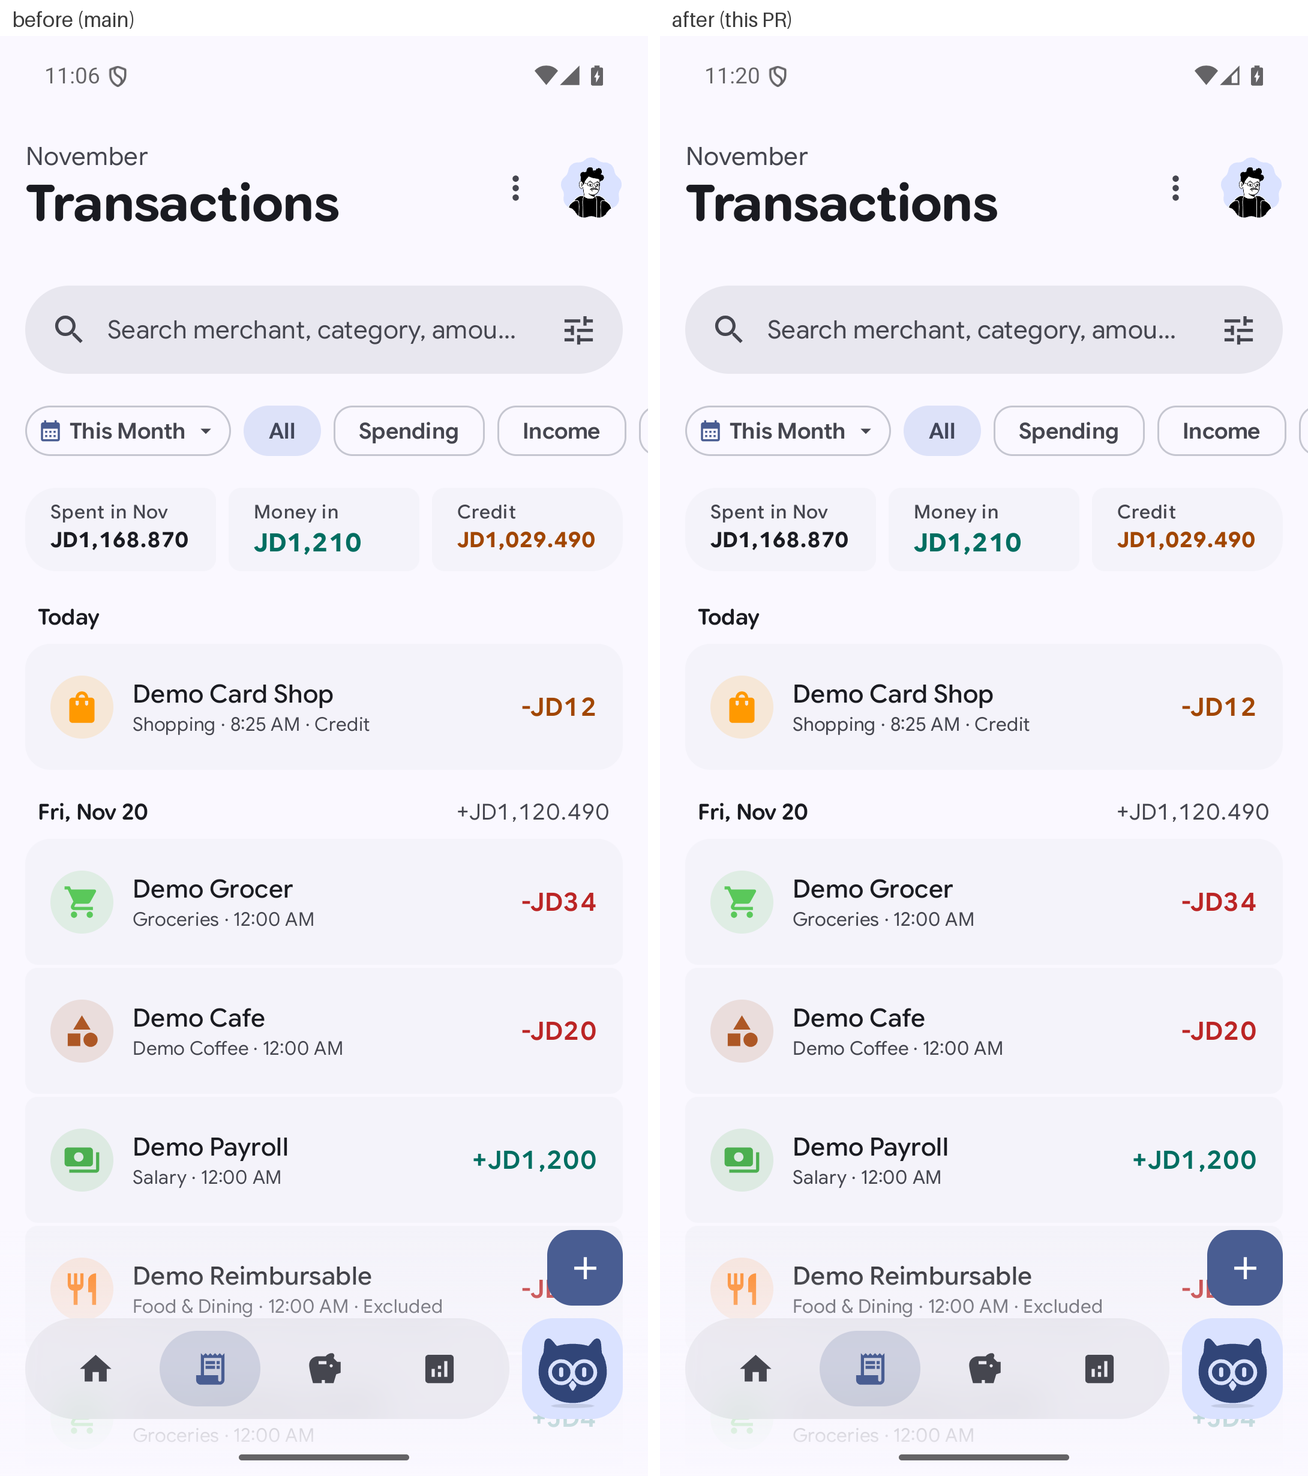 before (main)
11:06
November
Transactions
Search merchant, category, amou...
This Month
All
Spending
Income
Spent in Nov
JD1,168.870
Money in
JD1,210
Credit
JD1,029.490
Today
Demo Card Shop
Shopping · 8:25 AM · Credit
-JD12
Fri, Nov 20
+JD1,120.490
Demo Grocer
Groceries · 12:00 AM
-JD34
Demo Cafe
Demo Coffee · 12:00 AM
-JD20
Demo Payroll
Salary · 12:00 AM
+JD1,200
Demo Reimbursable
Food & Dining · 12:00 AM · Excluded
Groceries · 12:00 AM
+JD4
after (this PR)
11:20
November
Transactions
Search merchant, category, amou...
This Month
All
Spending
Income
Spent in Nov
JD1,168.870
Money in
JD1,210
Credit
JD1,029.490
Today
Demo Card Shop
Shopping · 8:25 AM · Credit
-JD12
Fri, Nov 20
+JD1,120.490
Demo Grocer
Groceries · 12:00 AM
-JD34
Demo Cafe
Demo Coffee · 12:00 AM
-JD20
Demo Payroll
Salary · 12:00 AM
+JD1,200
Demo Reimbursable
Food & Dining · 12:00 AM · Excluded
Groceries · 12:00 AM
+JD4